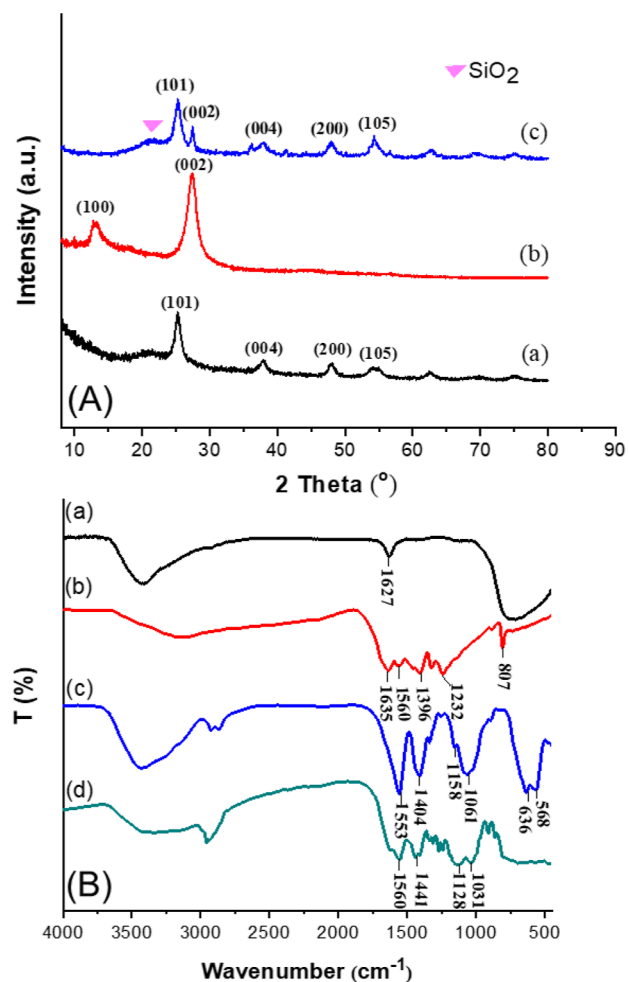 SiO2
(101)
(002)
(004)
(200)
(105)
(c)
(002)
(100)
(b)
(101)
(004)
(200)
(105)
(a)
(A)
Intensity (a.u.)
10 20 30 40 50 60 70 80 90
2 Theta (°)
(a)
1627
(b)
1635 1560 1396 1232 807
(c)
1553 1404 1158 1061 636 568
(d)
1560 1441 1128 1031
(B)
T (%)
4000 3500 3000 2500 2000 1500 1000 500
Wavenumber (cm-1)